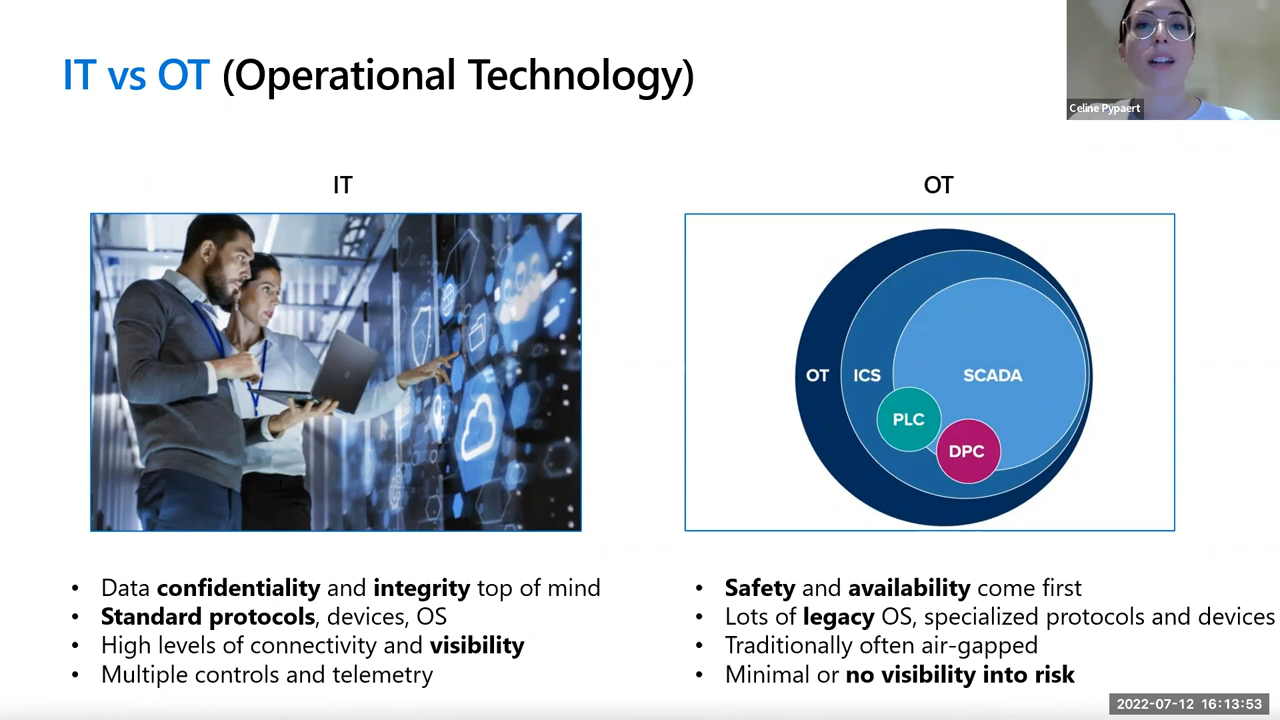 IT vs OT (Operational Technology)
Celine Pypaert
IT
OT
OT
ICS
SCADA
PLC
DPC
• Data confidentiality and integrity top of mind
• Standard protocols, devices, OS
• High levels of connectivity and visibility
• Multiple controls and telemetry
• Safety and availability come first
• Lots of legacy OS, specialized protocols and devices
• Traditionally often air-gapped
• Minimal or no visibility into risk
2022-07-12 16:13:53